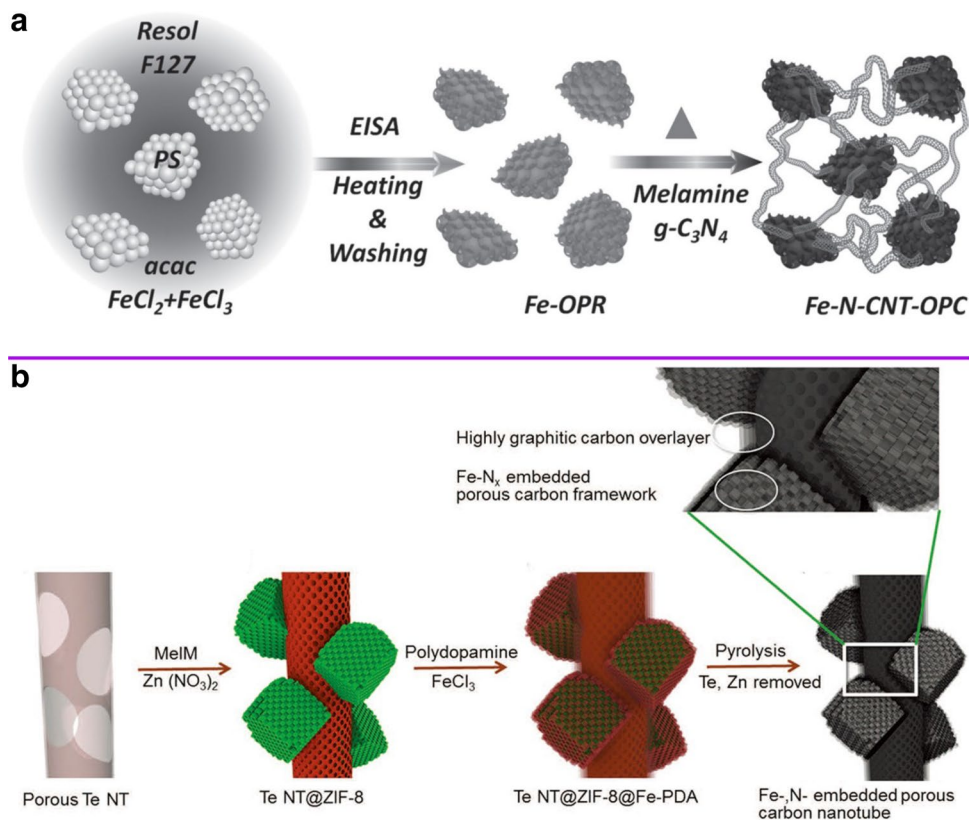 a
Resol
F127
PS
acac
FeCl₂+FeCl₃
EISA
Heating
&
Washing
Fe-OPR
Melamine
g-C₃N₄
Fe-N-CNT-OPC
b
Highly graphitic carbon overlayer
Fe-Nₓ embedded
porous carbon framework
MeIM
Zn (NO₃)₂
Polydopamine
FeCl₃
Pyrolysis
Te, Zn removed
Porous Te NT
Te NT@ZIF-8
Te NT@ZIF-8@Fe-PDA
Fe-,N- embedded porous
carbon nanotube